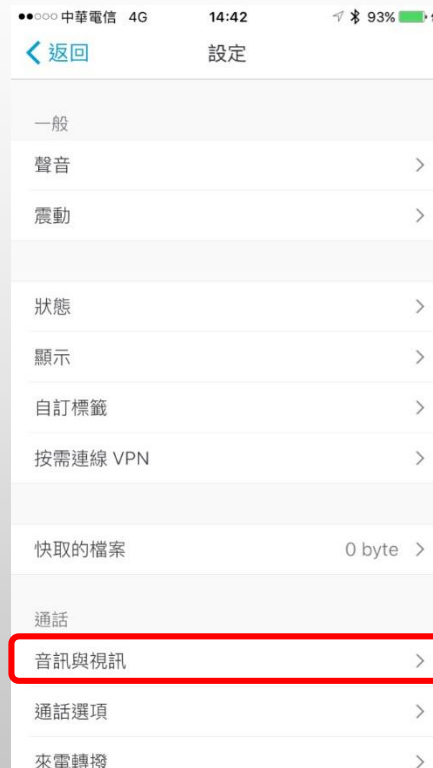 中華電信 4G 14:42 93%
返回 設定
一般
聲音
震動
狀態
顯示
自訂標籤
按需連線 VPN
快取的檔案 0 byte
通話
音訊與視訊
通話選項
來電轉撥